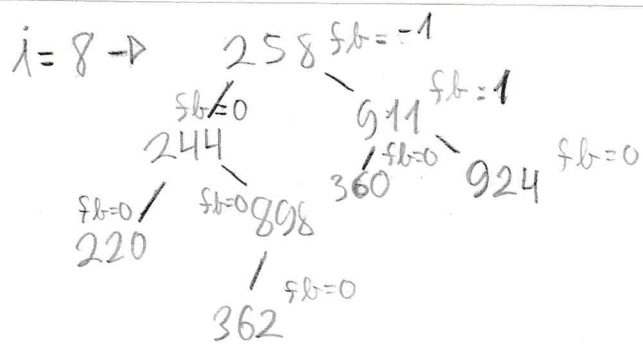 i=8 → 258 fb=-1
fb=0 fb=1
244 911
fb=0 fb=0
360 924
fb=0 fb=0 898
220
fb=0
362